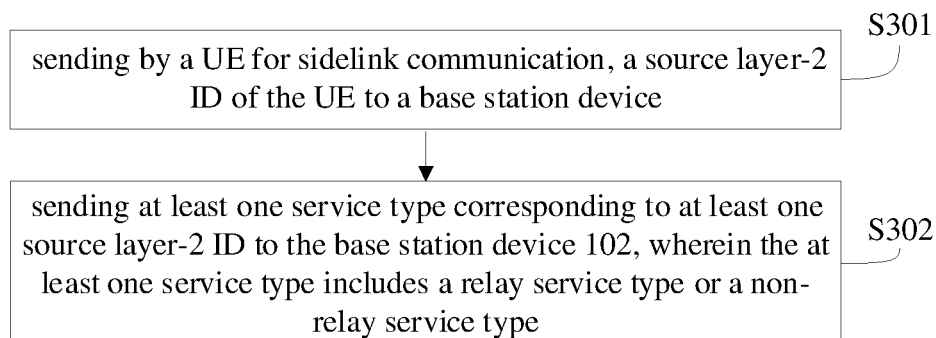 S301
sending by a UE for sidelink communication, a source layer-2
ID of the UE to a base station device
sending at least one service type corresponding to at least one
source layer-2 ID to the base station device 102, wherein the at
least one service type includes a relay service type or a non-
relay service type
S302